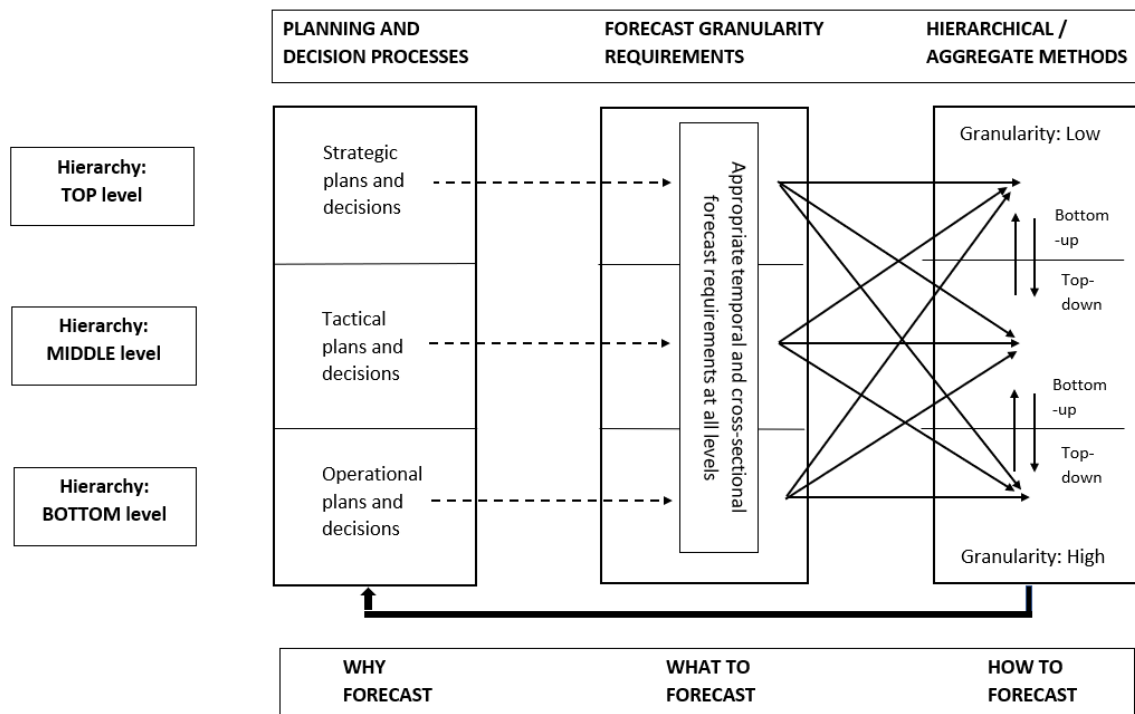 PLANNING AND
DECISION PROCESSES
FORECAST GRANULARITY
REQUIREMENTS
HIERARCHICAL /
AGGREGATE METHODS
Hierarchy:
TOP level
Strategic
plans and
decisions
Hierarchy:
MIDDLE level
Tactical
plans and
decisions
Hierarchy:
BOTTOM level
Operational
plans and
decisions
Appropriate temporal and cross-sectional
forecast requirements at all levels
Granularity: Low
Bottom
-up
Top-
down
Bottom
-up
Top-
down
Granularity: High
WHY
FORECAST
WHAT TO
FORECAST
HOW TO
FORECAST